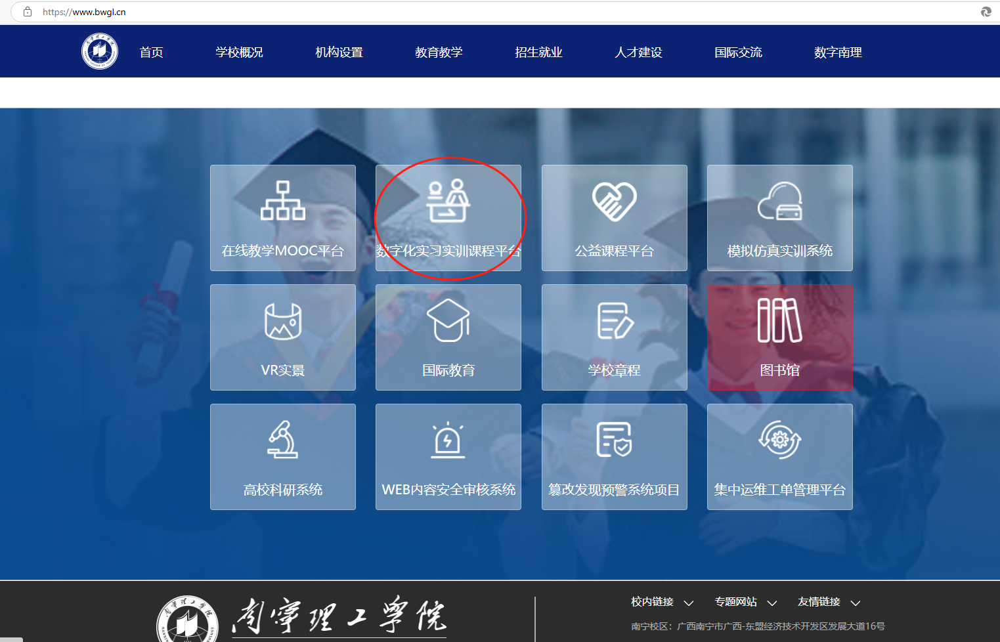 https://www.bwgl.cn
首页 学校概况 机构设置 教育教学 招生就业 人才建设 国际交流 数字南理
在线教学MOOC平台 数字化实习实训课程平台 公益课程平台 模拟仿真实训系统
VR实景 国际教育 学校章程 图书馆
高校科研系统 WEB内容安全审核系统 篡改发现预警系统项目 集中运维工单管理平台
南宁理工学院
校内链接 专题网站 友情链接
南宁校区：广西南宁市广西-东盟经济技术开发区发展大道16号